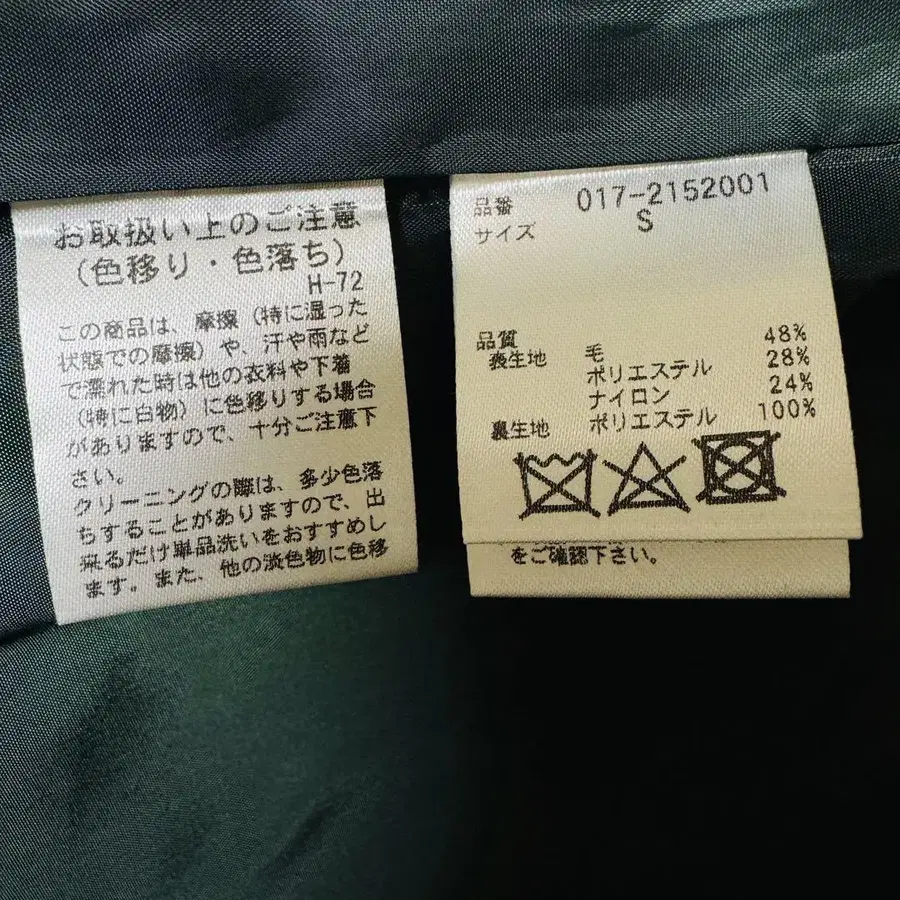 お取扱い上のご注意
(色移り・色落ち)
H-72
この商品は、摩擦(特に湿った
状態での摩擦)や、汗や雨など
で濡れた時は他の衣料や下着
(特に白物)に色移りする場合
がありますので、十分ご注意下
さい。
クリーニングの際は、多少色落
ちすることがありますので、出
来るだけ単品洗いをおすすめし
ます。また、他の淡色物に色移
品番 017-2152001
サイズ S
品質
表生地 毛 48%
ポリエステル 28%
ナイロン 24%
裏生地 ポリエステル 100%
をご確認下さい。